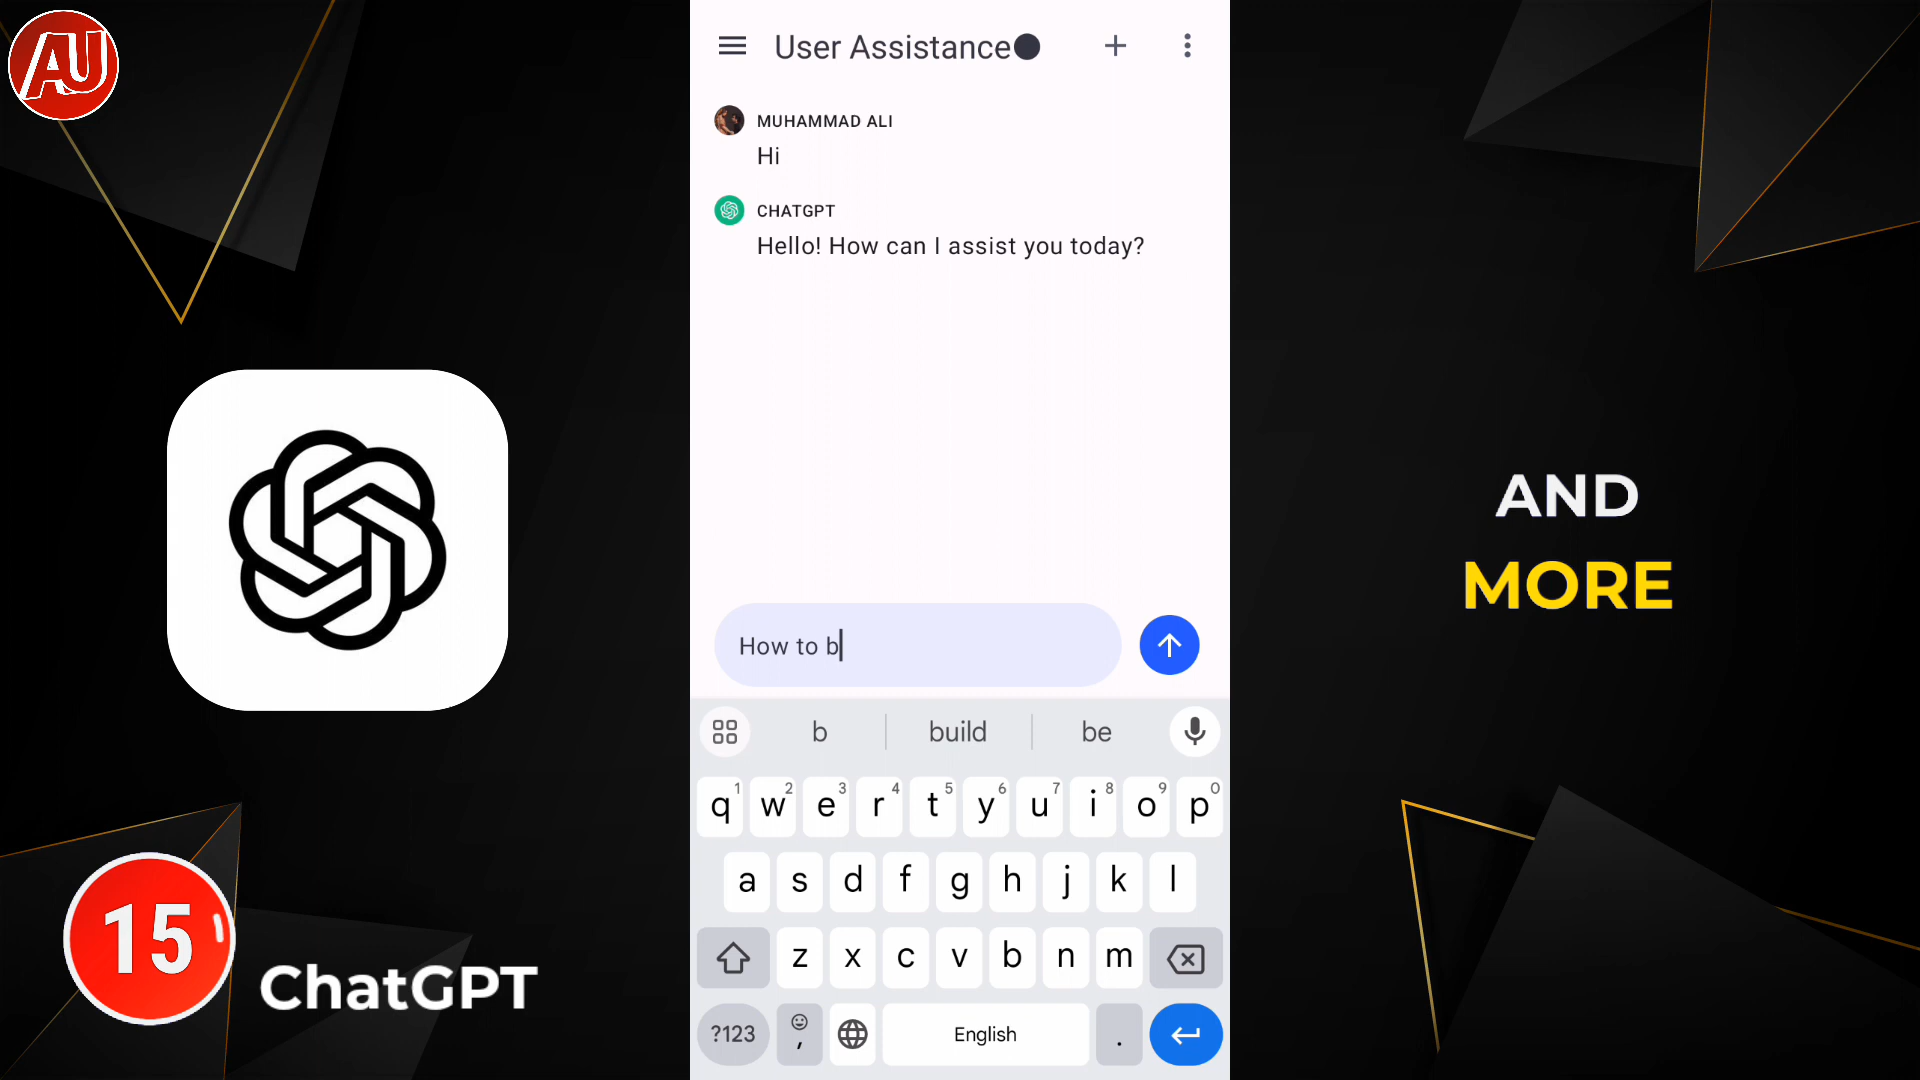 AU
User Assistance
MUHAMMAD ALI
Hi
CHATGPT
Hello! How can I assist you today?
AND
MORE
How to b
b build be
q1 w2 e3 r4 t5 y6 u7 i8 o9 p0
a s d f g h j k l
z x c v b n m
?123 , English .
15
ChatGPT